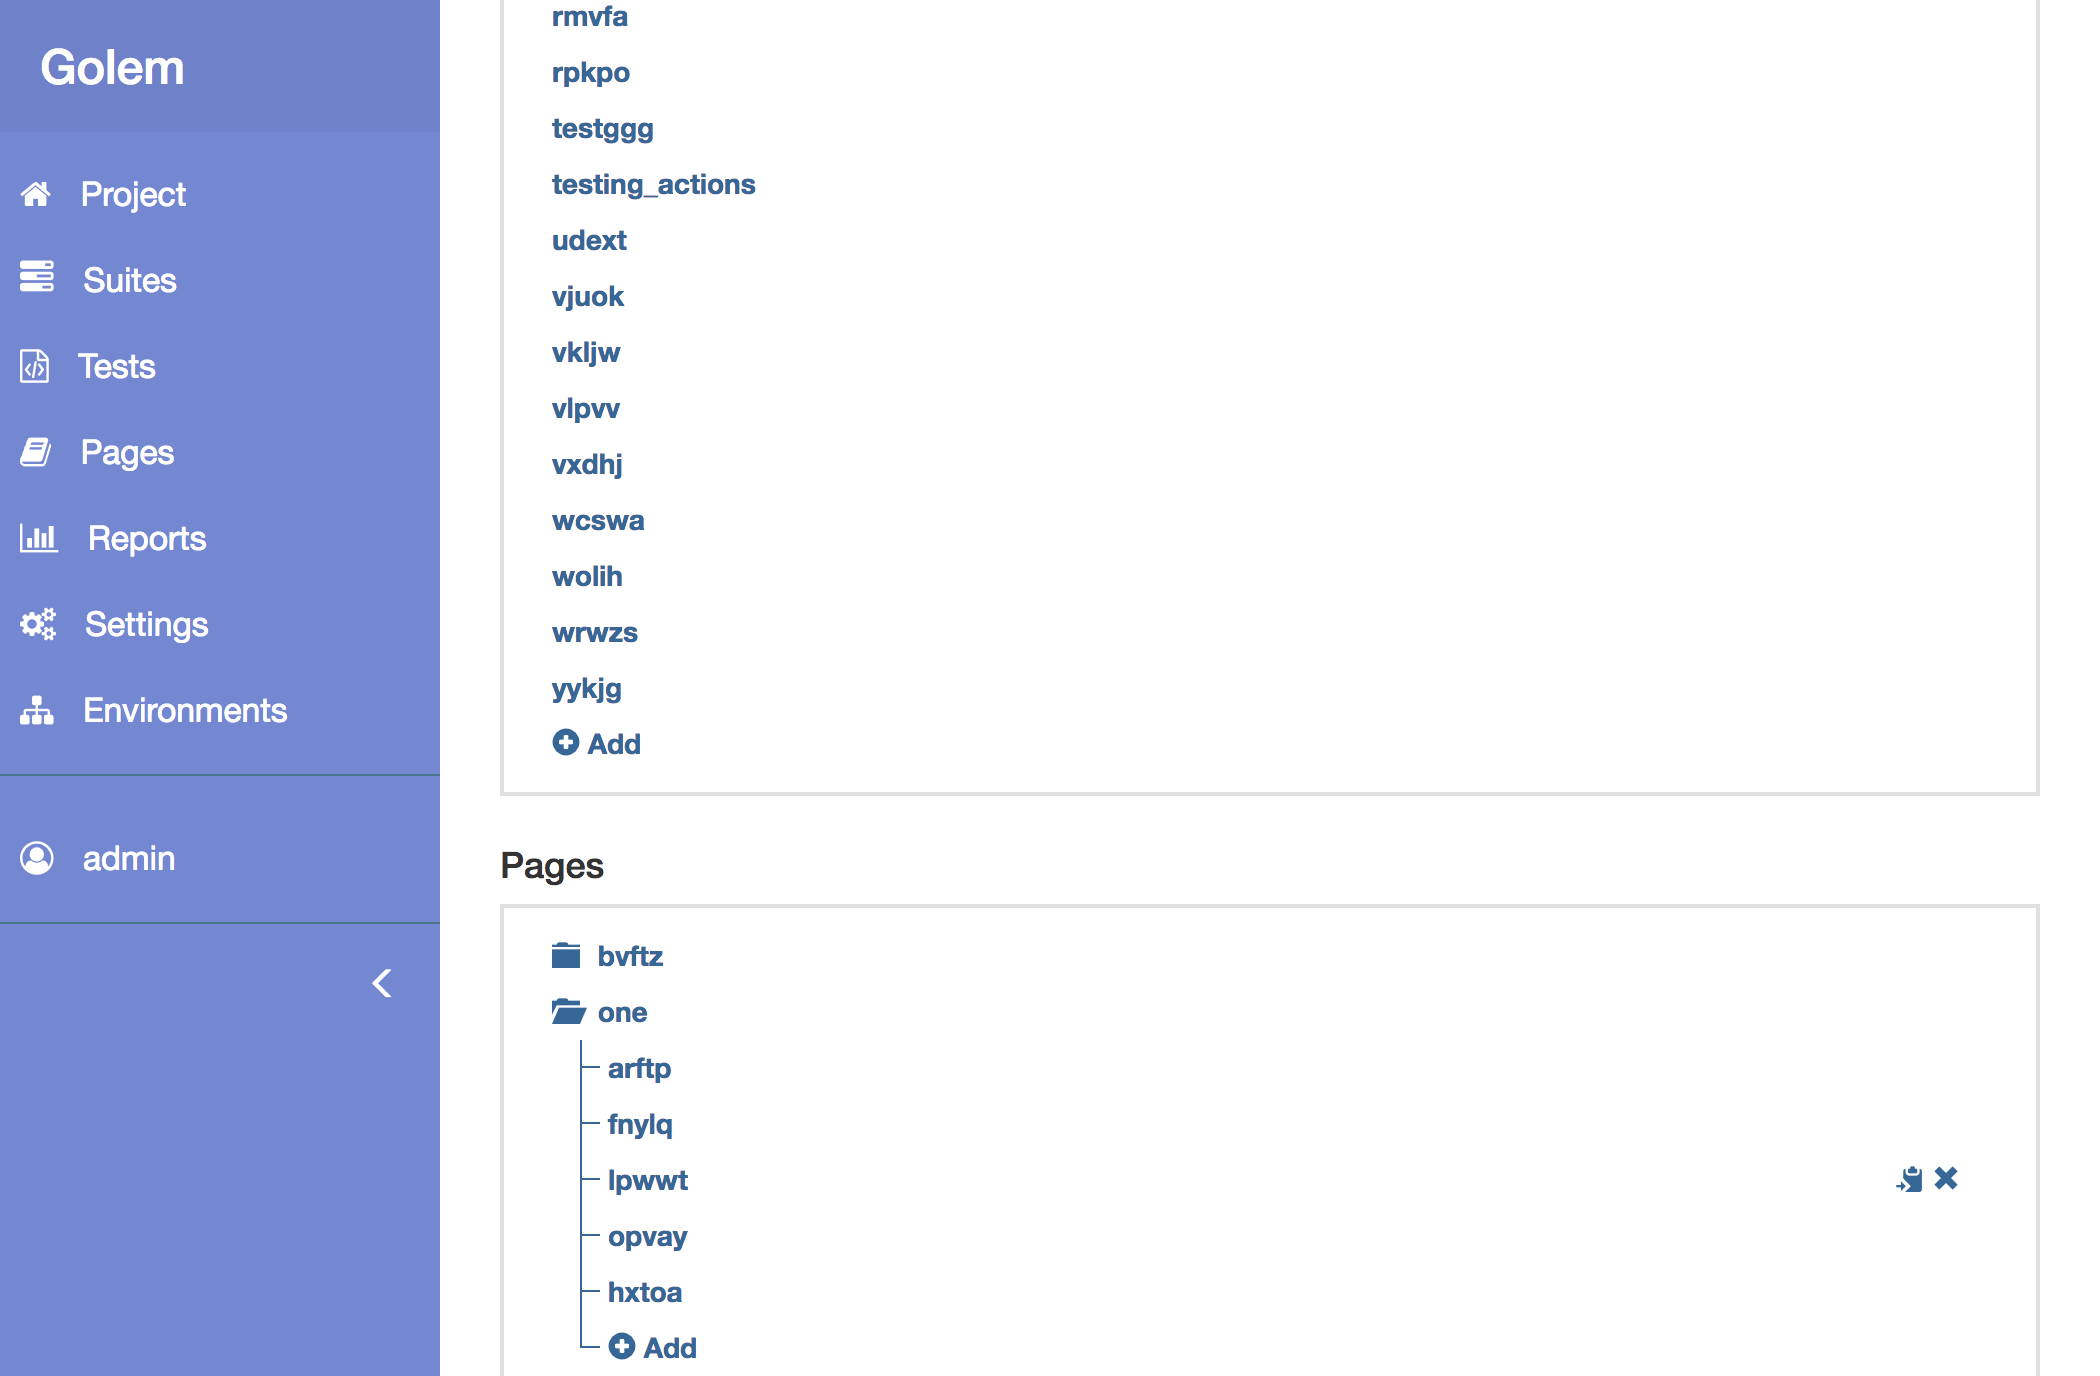 Golem
Project
Suites
Tests
Pages
Reports
Settings
Environments
admin
rmvfa
rpkpo
testggg
testing_actions
udext
vjuok
vkljw
vlpvv
vxdhj
wcswa
wolih
wrwzs
yykjg
Add
Pages
bvftz
one
arftp
fnylq
lpwwt
opvay
hxtoa
Add